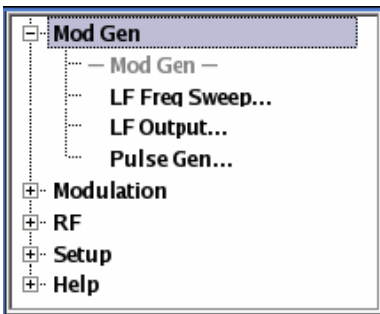 Mod Gen
— Mod Gen —
LF Freq Sweep...
LF Output...
Pulse Gen...
Modulation
RF
Setup
Help